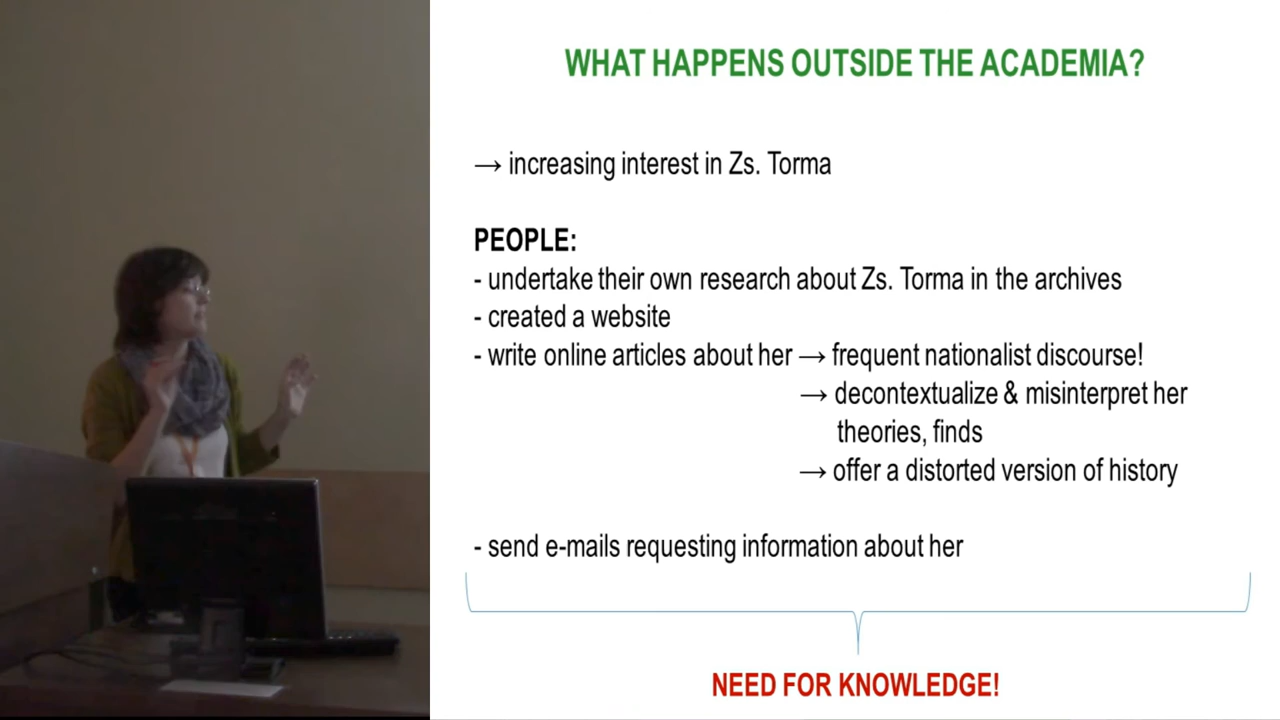 WHAT HAPPENS OUTSIDE THE ACADEMIA?
→ increasing interest in Zs. Torma
PEOPLE:
- undertake their own research about Zs. Torma in the archives
- created a website
- write online articles about her → frequent nationalist discourse!
→ decontextualize & misinterpret her
theories, finds
→ offer a distorted version of history
- send e-mails requesting information about her
NEED FOR KNOWLEDGE!